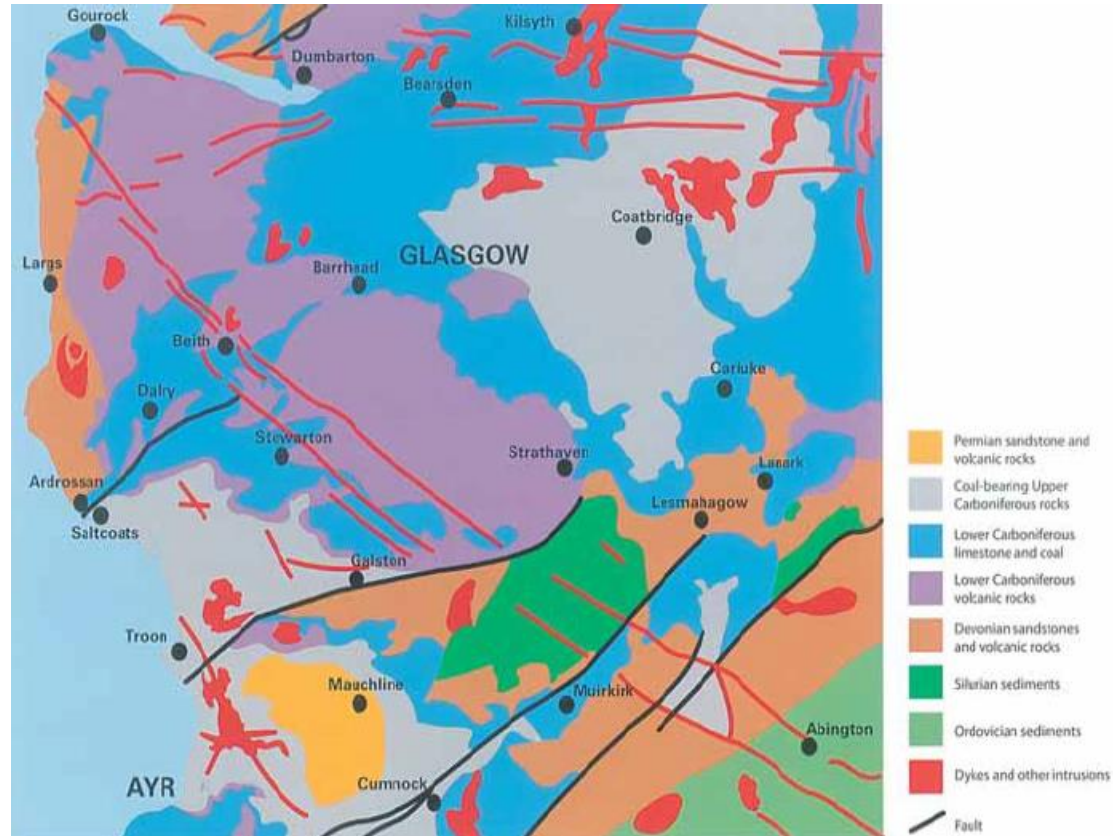 Gourock
Kilsyth
Dumbarton
Bearsden
Coatbridge
GLASGOW
Largs
Barrhead
Beith
Carluke
Dalry
Stewarton
Strathaven
Lanark
Ardrossan
Lesmahagow
Saltcoats
Galston
Troon
Mauchline
Muirkirk
Abington
AYR
Cumnock
Permian sandstone and
volcanic rocks
Coal-bearing Upper
Carboniferous rocks
Lower Carboniferous
limestone and coal
Lower Carboniferous
volcanic rocks
Devonian sandstones
and volcanic rocks
Silurian sediments
Ordovician sediments
Dykes and other intrusions
Fault